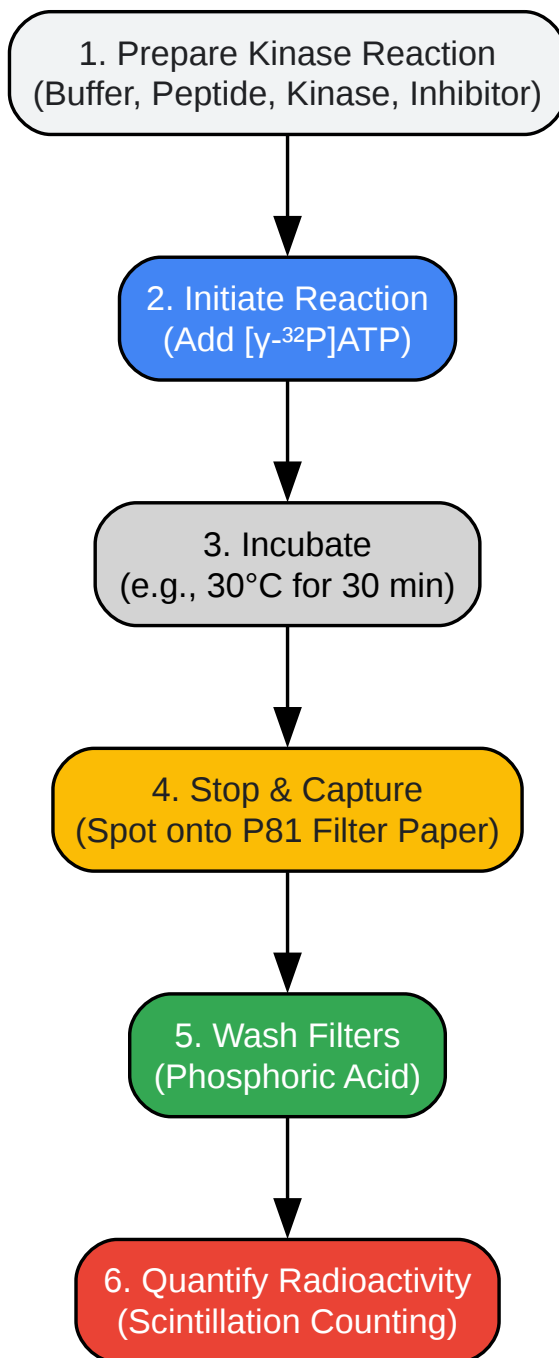 1. Prepare Kinase Reaction
(Buffer, Peptide, Kinase, Inhibitor)
2. Initiate Reaction
(Add [γ-³²P]ATP)
3. Incubate
(e.g., 30°C for 30 min)
4. Stop & Capture
(Spot onto P81 Filter Paper)
5. Wash Filters
(Phosphoric Acid)
6. Quantify Radioactivity
(Scintillation Counting)